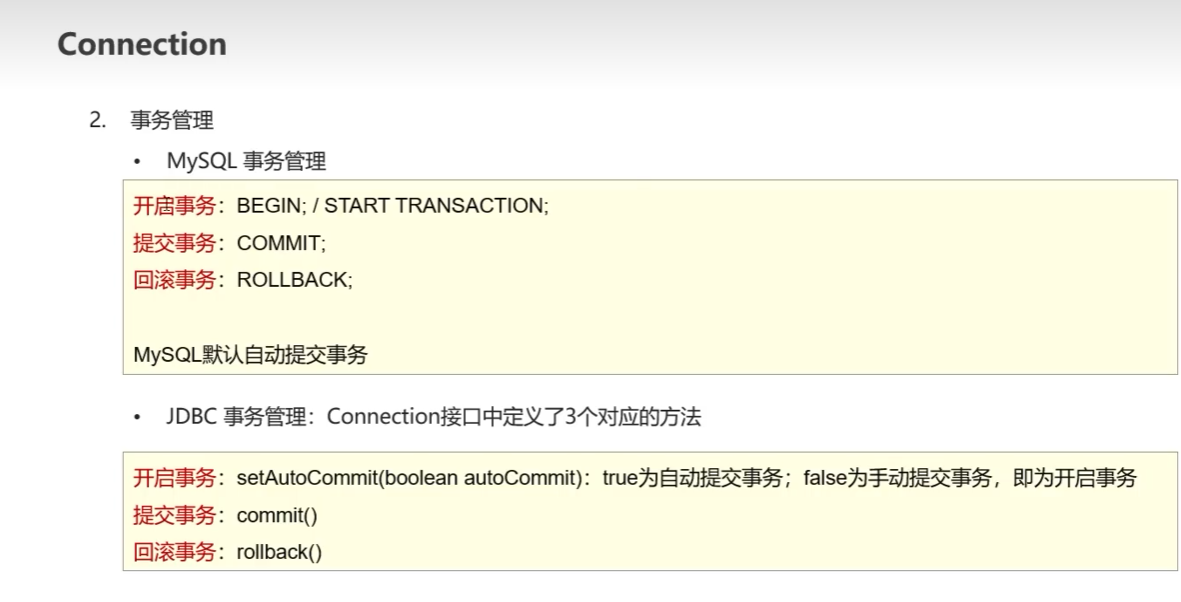 Connection
2. 事务管理
• MySQL 事务管理
开启事务：BEGIN; / START TRANSACTION;
提交事务：COMMIT;
回滚事务：ROLLBACK;
MySQL默认自动提交事务
• JDBC 事务管理：Connection接口中定义了3个对应的方法
开启事务：setAutoCommit(boolean autoCommit)：true为自动提交事务；false为手动提交事务，即为开启事务
提交事务：commit()
回滚事务：rollback()